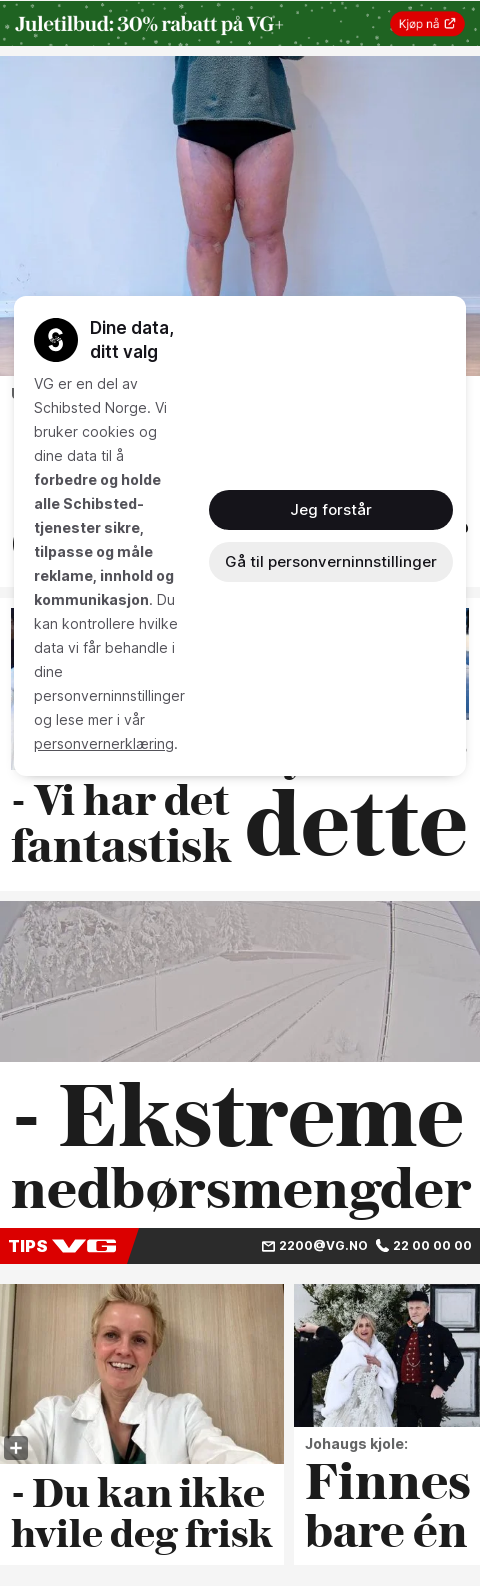 Juletilbud: 30% rabatt på VG+
Kjøp nå
Dine data,
ditt valg
VG er en del av
Schibsted Norge. Vi
bruker cookies og
dine data til å
forbedre og holde
alle Schibsted-
tjenester sikre,
tilpasse og måle
reklame, innhold og
kommunikasjon. Du
kan kontrollere hvilke
data vi får behandle i
dine
personverninnstillinger
og lese mer i vår
personvernerklæring.
Jeg forstår
Gå til personverninnstillinger
- Vi har det
fantastisk
dette
- Ekstreme
nedbørsmengder
TIPS VG
2200@VG.NO
22 00 00 00
- Du kan ikke
hvile deg frisk
Johaugs kjole:
Finnes
bare én